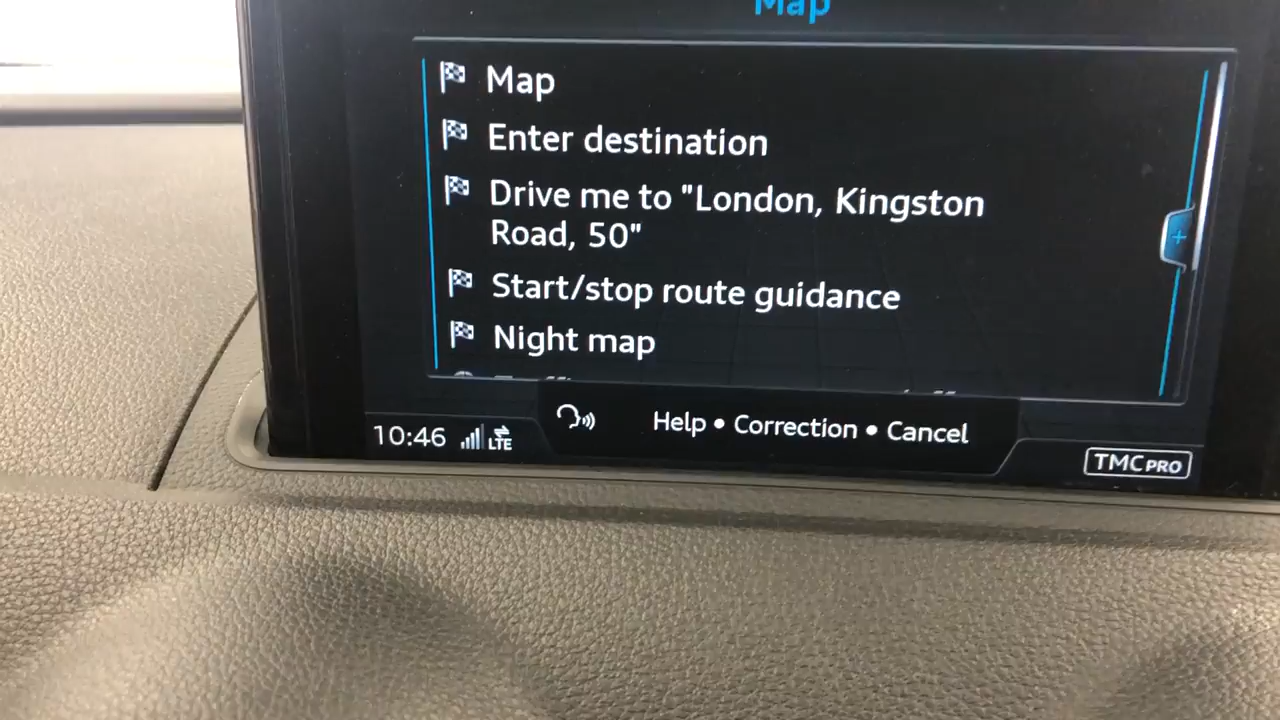 Map
Map
Enter destination
Drive me to "London, Kingston
Road, 50"
Start/stop route guidance
Night map
Help • Correction • Cancel
10:46 LTE
TMC PRO